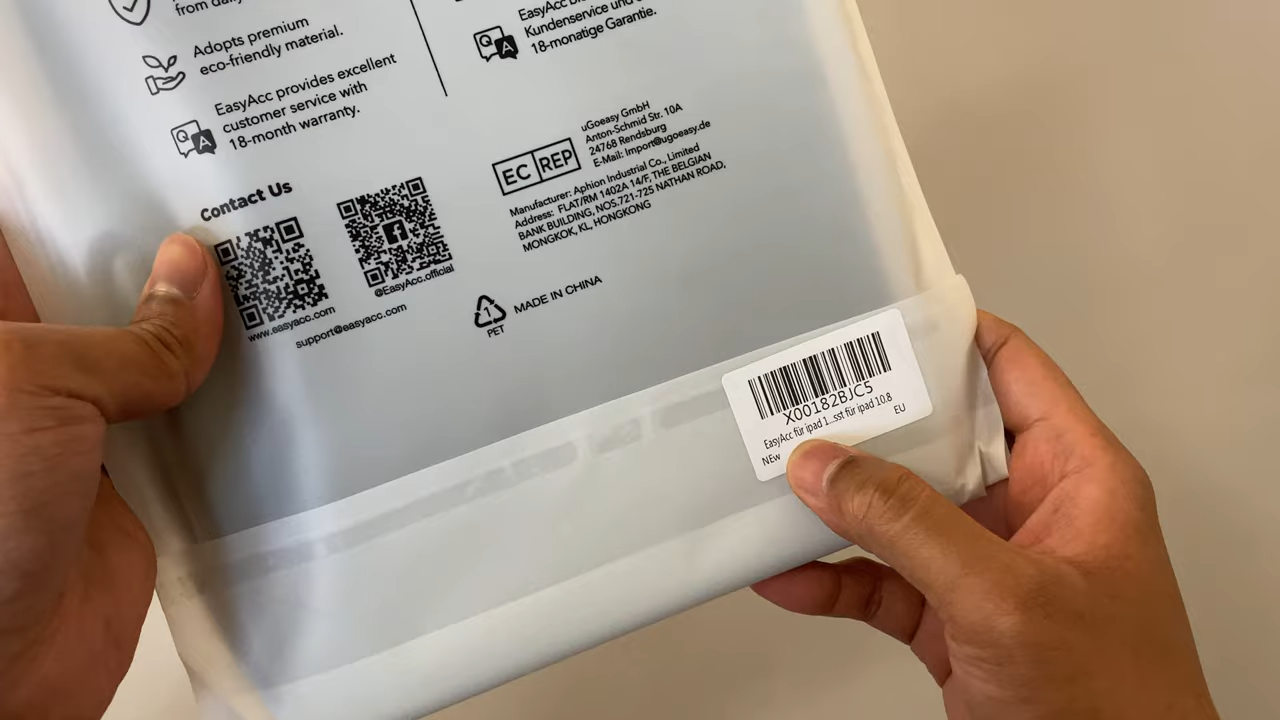 from daily
Adopts premium
eco-friendly material.
EasyAcc provides excellent
customer service with
18-month warranty.
EasyAcc
Kundenservice und
18-monatige Garantie.
Contact Us
www.easyacc.com
@EasyAcc.official
support@easyacc.com
EC REP
uGoeasy GmbH
Anton-Schmid Str. 10A
24768 Rendsburg
E-Mail: Import@ugoeasy.de
Manufacturer: Aphion Industrial Co., Limited
Address: FLAT/RM 1402A 14/F, THE BELGIAN
BANK BUILDING, NOS.721-725 NATHAN ROAD,
MONGKOK, KL, HONGKONG
1
PET
MADE IN CHINA
X00182BJC5
EasyAcc für ipad 1...sst für ipad 10.8
NEw
EU